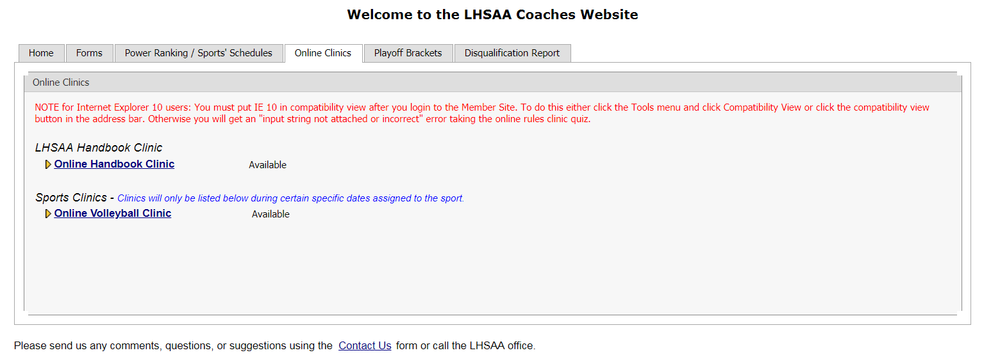 Welcome to the LHSAA Coaches Website
Home Forms Power Ranking / Sports' Schedules Online Clinics Playoff Brackets Disqualification Report
Online Clinics
NOTE for Internet Explorer 10 users: You must put IE 10 in compatibility view after you login to the Member Site. To do this either click the Tools menu and click Compatibility View or click the compatibility view
button in the address bar. Otherwise you will get an "input string not attached or incorrect" error taking the online rules clinic quiz.
LHSAA Handbook Clinic
Online Handbook Clinic Available
Sports Clinics - Clinics will only be listed below during certain specific dates assigned to the sport.
Online Volleyball Clinic Available
Please send us any comments, questions, or suggestions using the Contact Us form or call the LHSAA office.